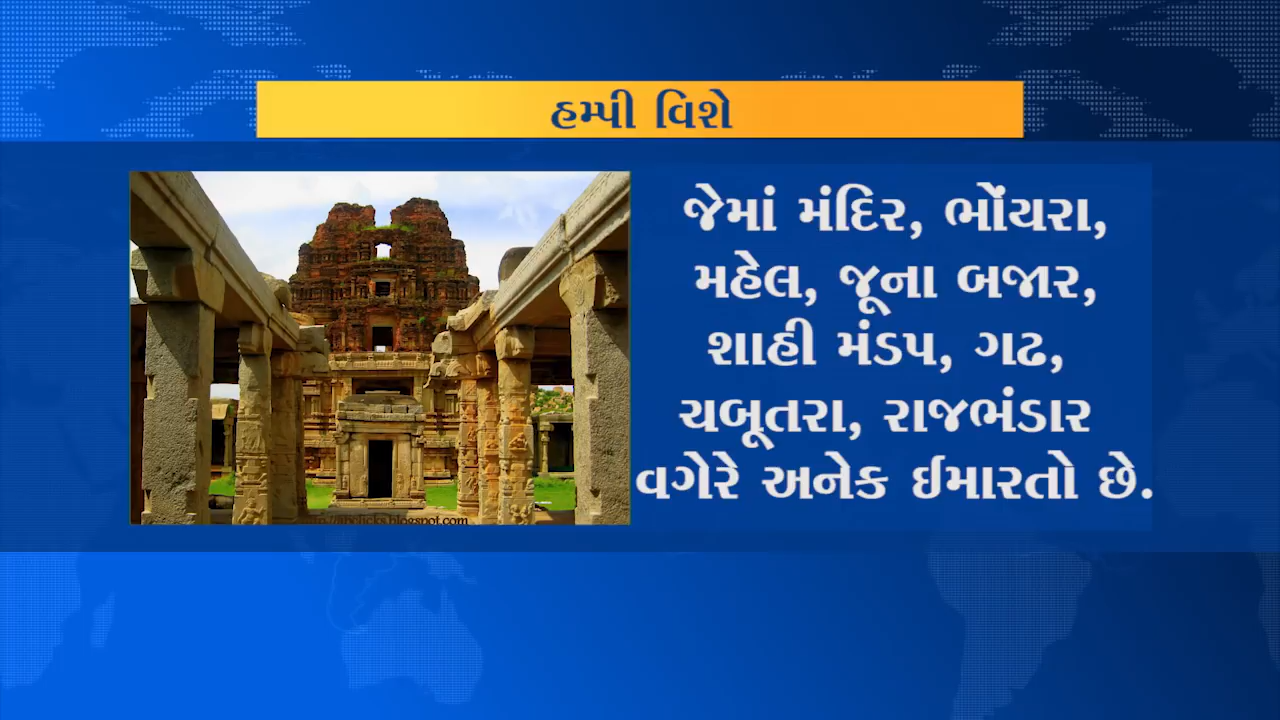 હમ્પી વિશે
જેમાં મંદિર, ભોંયરા,
મહેલ, જૂના બજાર,
શાહી મંડપ, ગઢ,
ચબૂતરા, રાજભંડાર
વગેરે અનેક ઈમારતો છે.